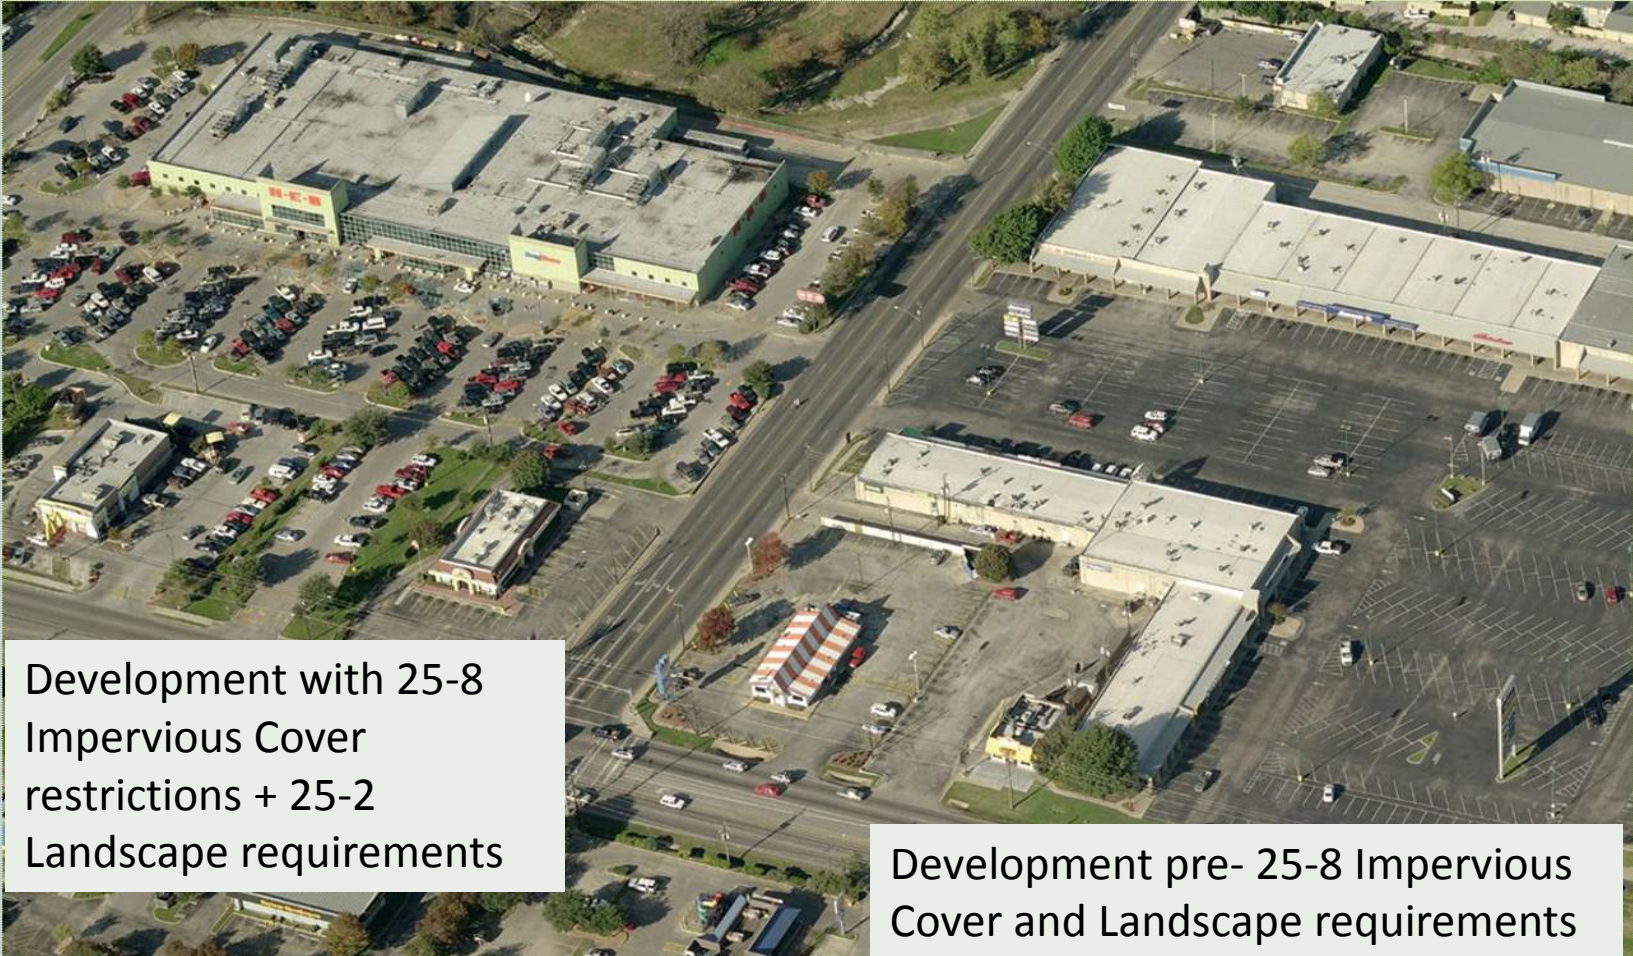 H-E-B
Development with 25-8
Impervious Cover
restrictions + 25-2
Landscape requirements
Development pre- 25-8 Impervious
Cover and Landscape requirements